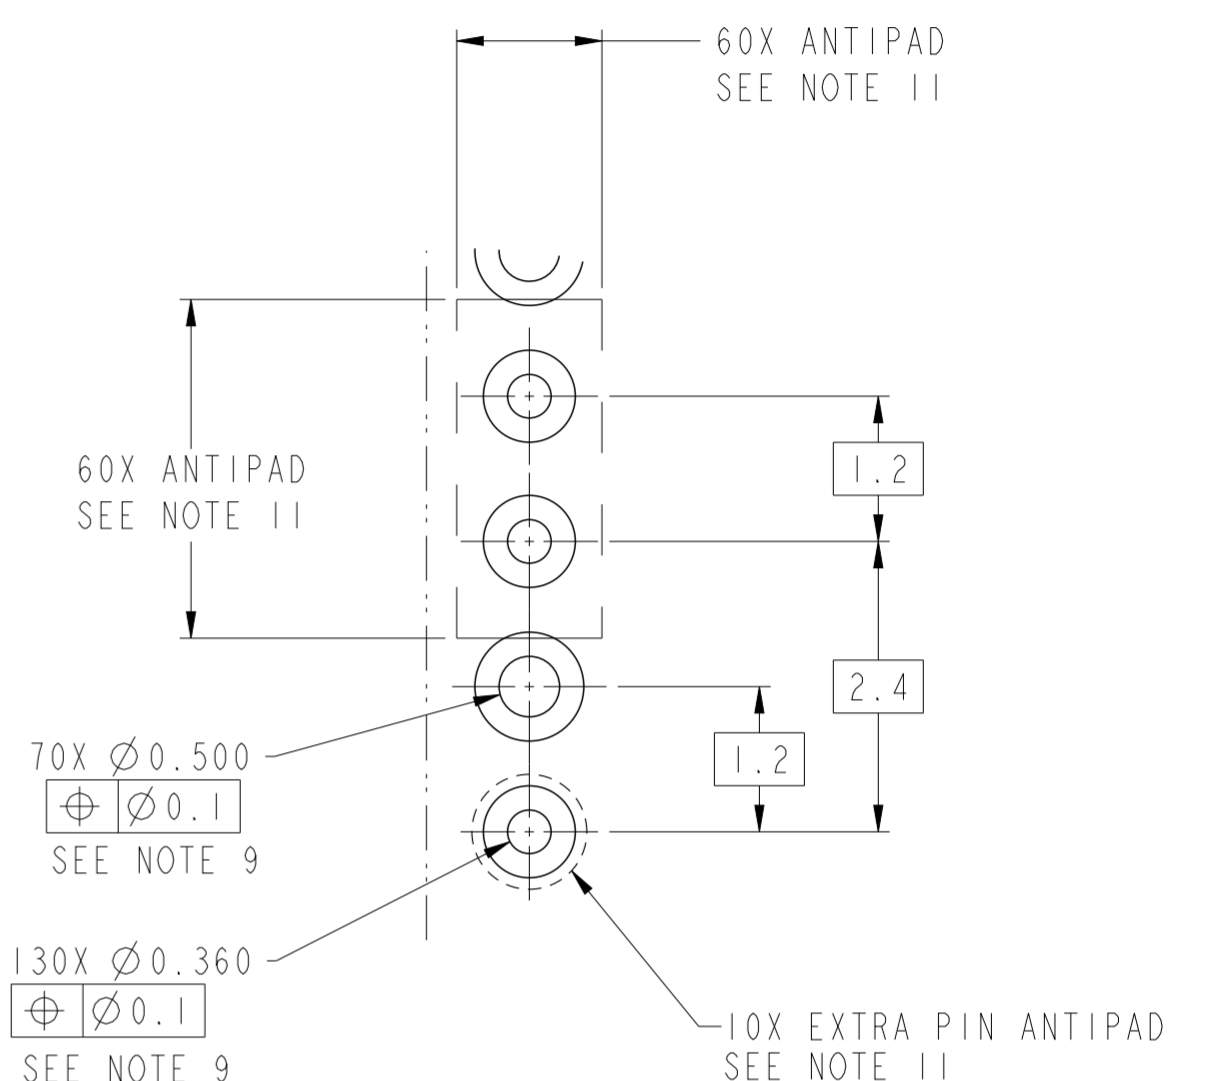 60X ANTIPAD
SEE NOTE 11
60X ANTIPAD
SEE NOTE 11
1.2
2.4
1.2
70X ⌀0.500
⌖ ⌀0.1
SEE NOTE 9
130X ⌀0.360
⌖ ⌀0.1
SEE NOTE 9
10X EXTRA PIN ANTIPAD
SEE NOTE 11